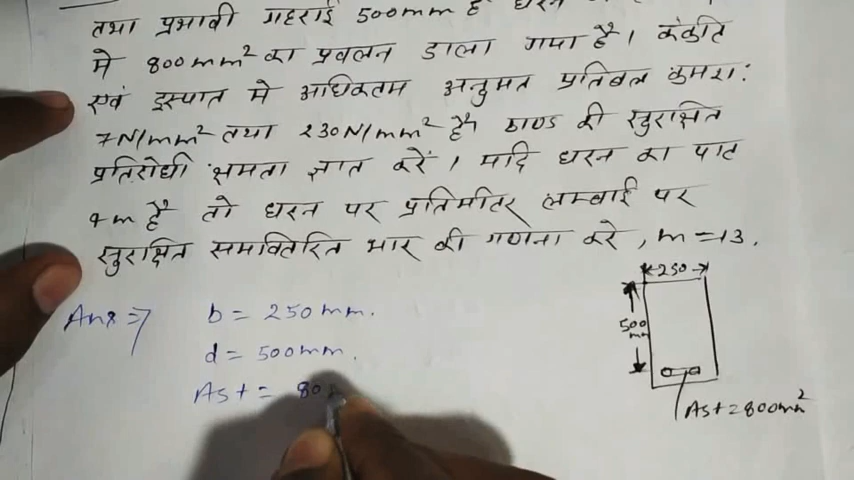 तथा प्रभावी गहराई 500mm है धरन
मे 800mm² का प्रवलन डाला गया है। कंक्रीट
एवं इस्पात मे अधिकतम अनुमत प्रतिबल क्रमश:
7N/mm² तथा 230N/mm² है की सुरक्षित
प्रतिरोधी क्षमता ज्ञात करें। यदि धरन का पाट
4m है तो धरन पर प्रतिमीटर लम्बाई पर
सुरक्षित समवितरित भार की गणना करे, m=13.
250
500 mm
Ast=800mm²
Ans⇒ b = 250mm.
d = 500mm.
Ast = 80